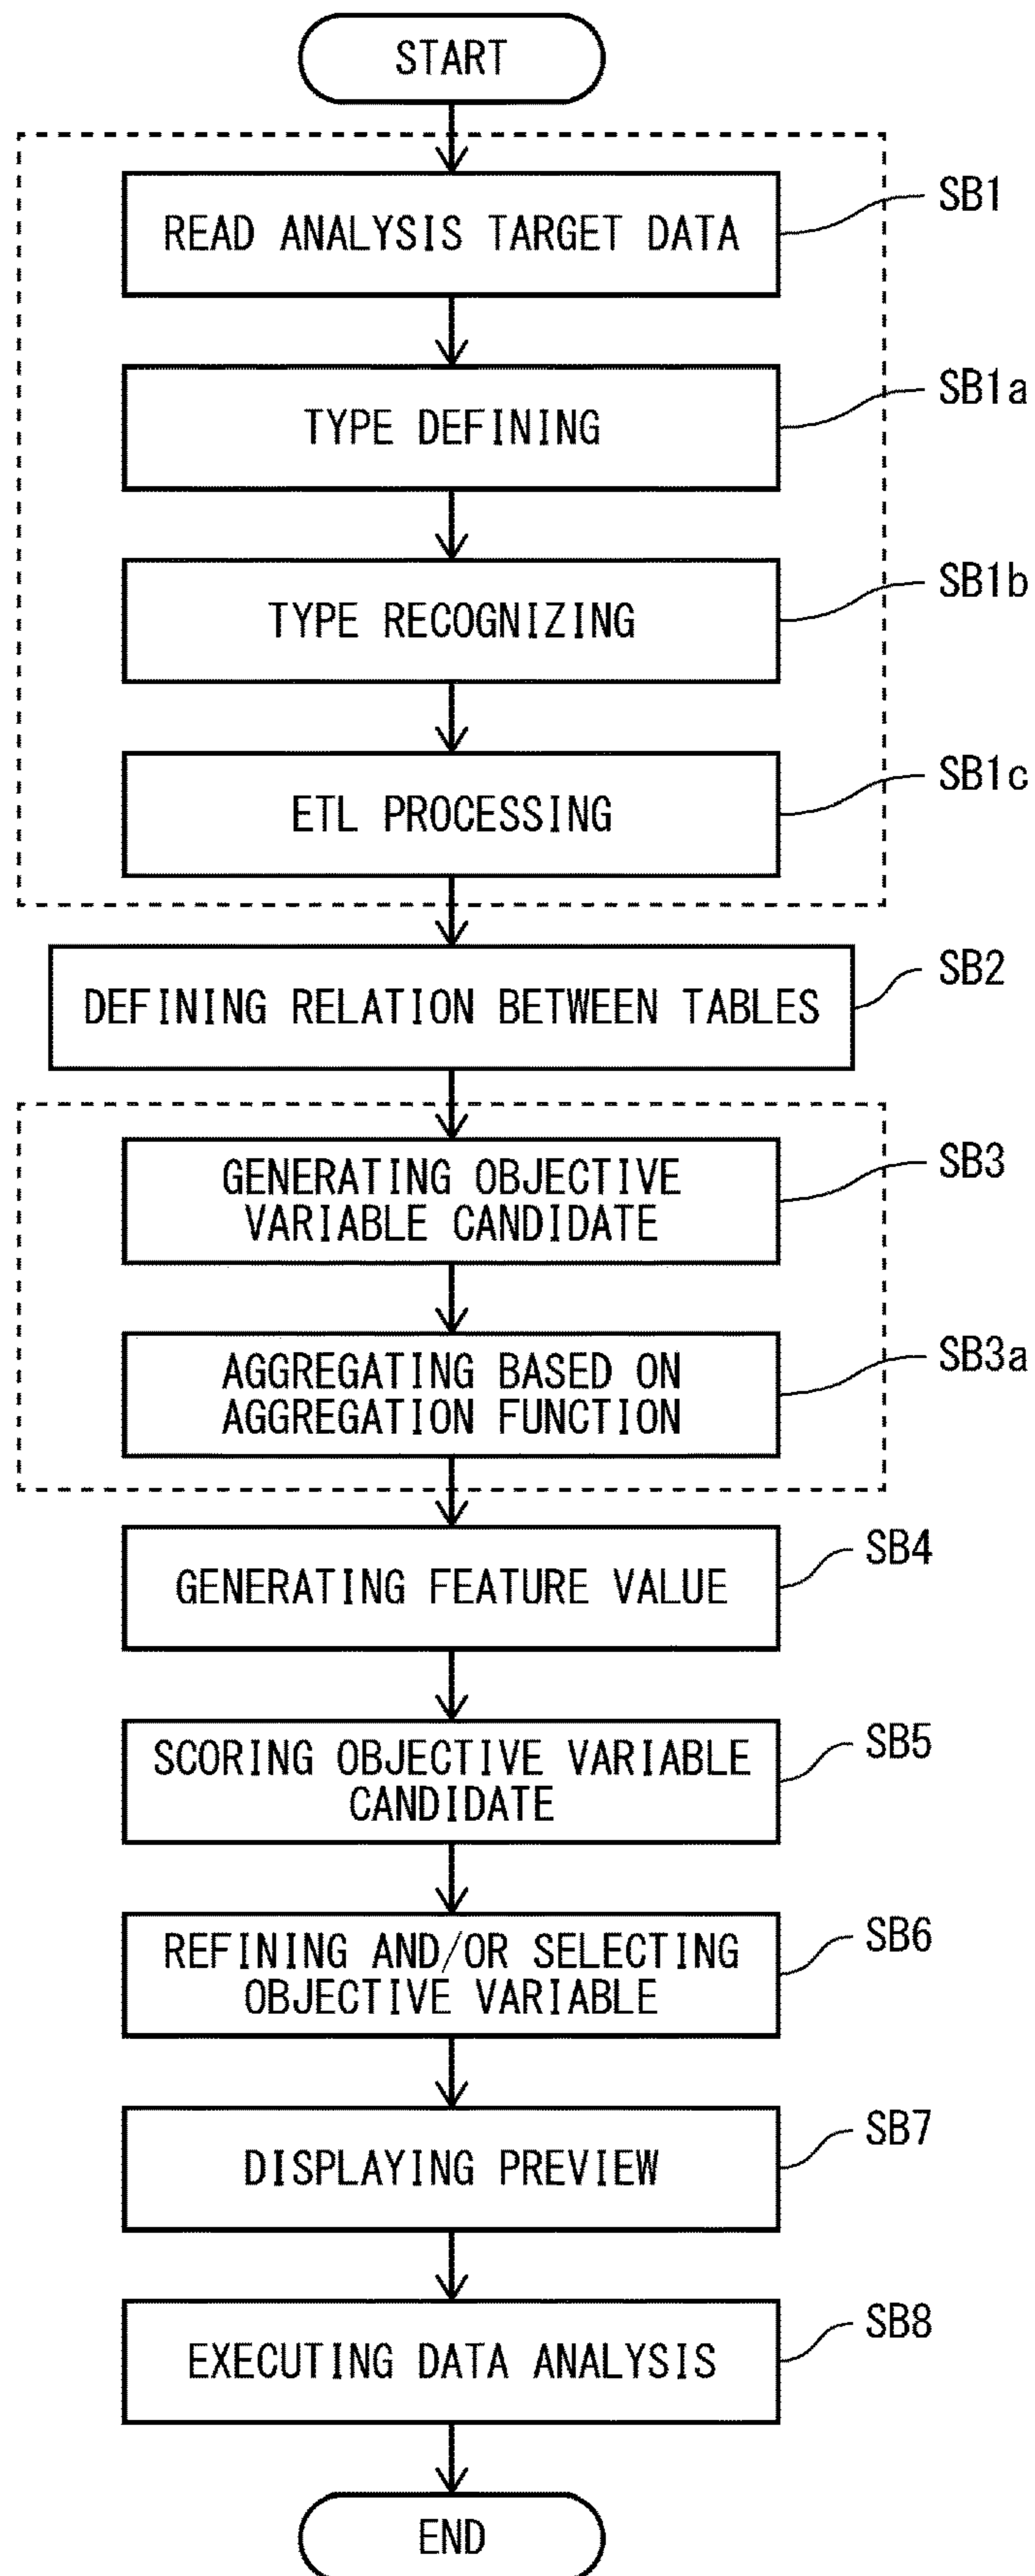 START
READ ANALYSIS TARGET DATA
SB1
TYPE DEFINING
SB1a
TYPE RECOGNIZING
SB1b
ETL PROCESSING
SB1c
DEFINING RELATION BETWEEN TABLES
SB2
GENERATING OBJECTIVE
VARIABLE CANDIDATE
SB3
AGGREGATING BASED ON
AGGREGATION FUNCTION
SB3a
GENERATING FEATURE VALUE
SB4
SCORING OBJECTIVE VARIABLE
CANDIDATE
SB5
REFINING AND/OR SELECTING
OBJECTIVE VARIABLE
SB6
DISPLAYING PREVIEW
SB7
EXECUTING DATA ANALYSIS
SB8
END